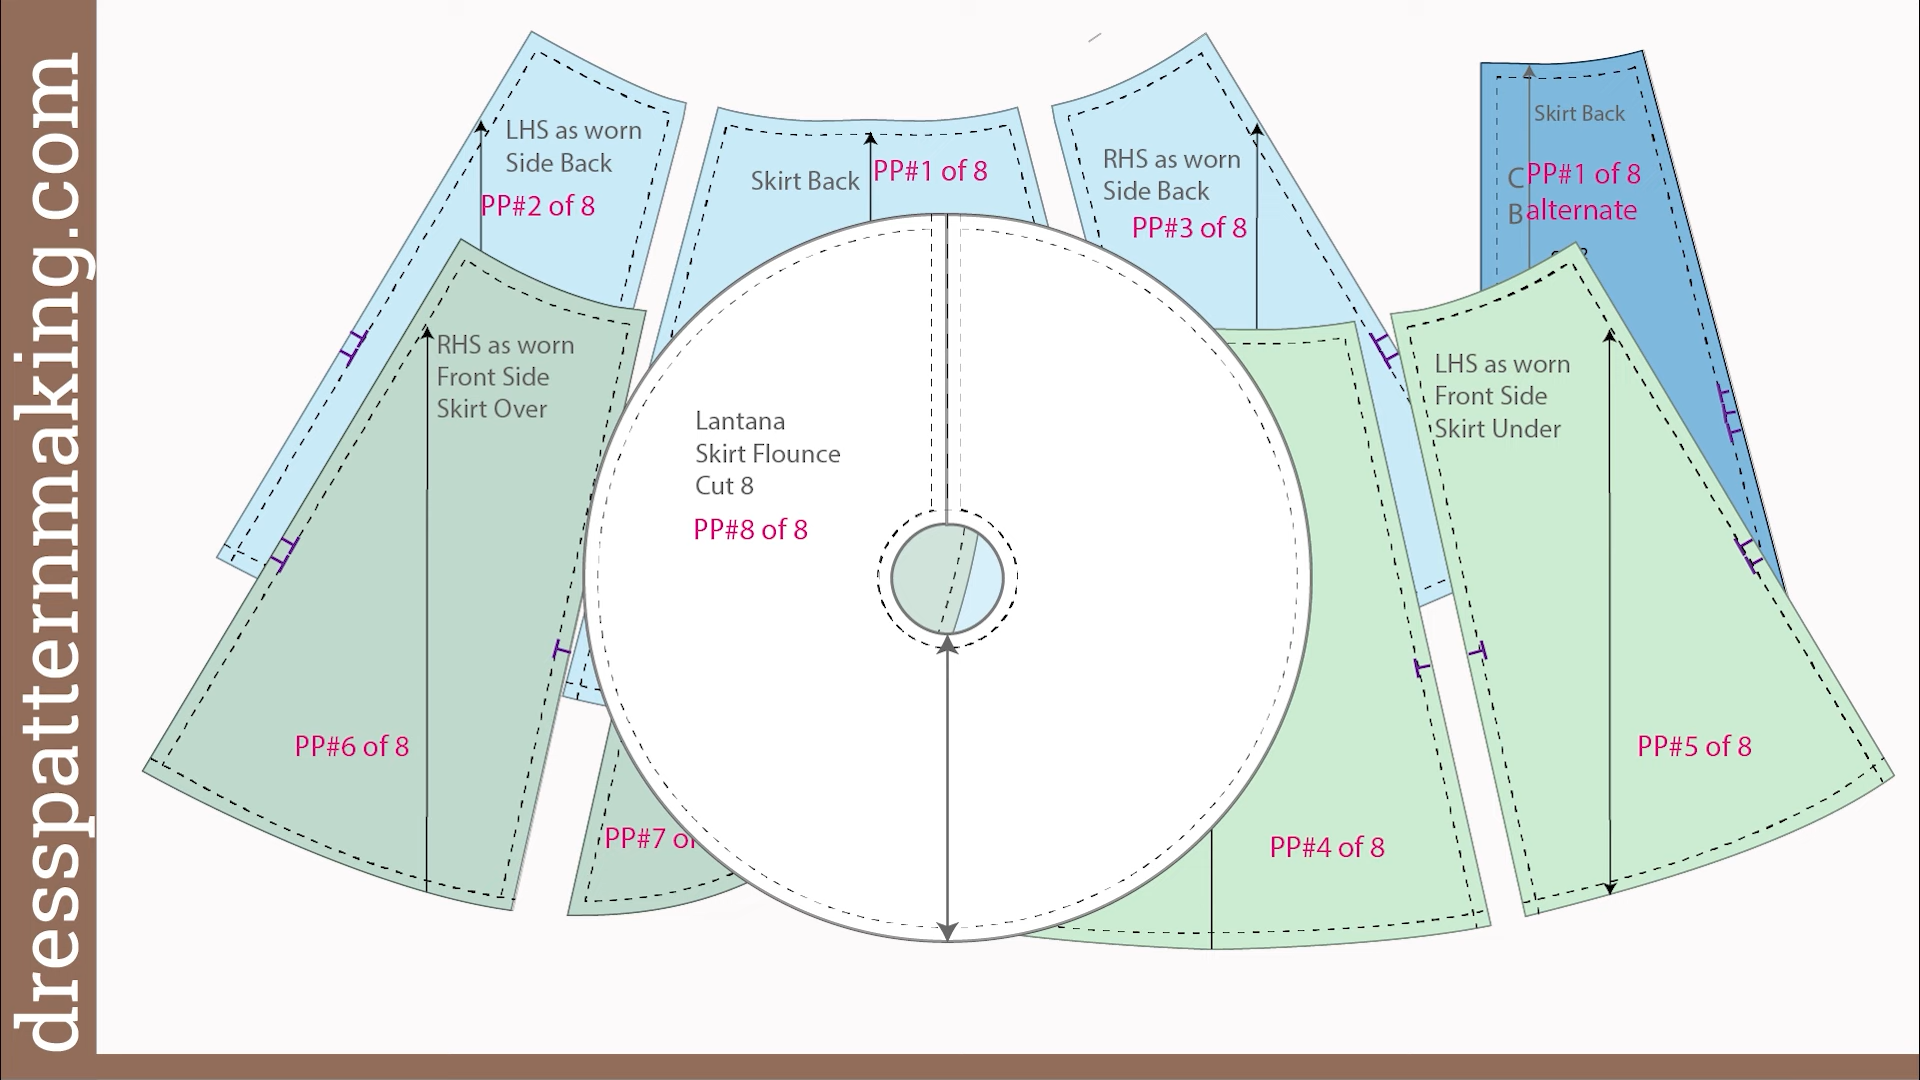 dresspatternmaking.com
LHS as worn
Side Back
PP#2 of 8
Skirt Back
PP#1 of 8
RHS as worn
Side Back
PP#3 of 8
Skirt Back
C
B
PP#1 of 8
alternate
RHS as worn
Front Side
Skirt Over
PP#6 of 8
Lantana
Skirt Flounce
Cut 8
PP#8 of 8
LHS as worn
Front Side
Skirt Under
PP#5 of 8
PP#7
PP#4 of 8